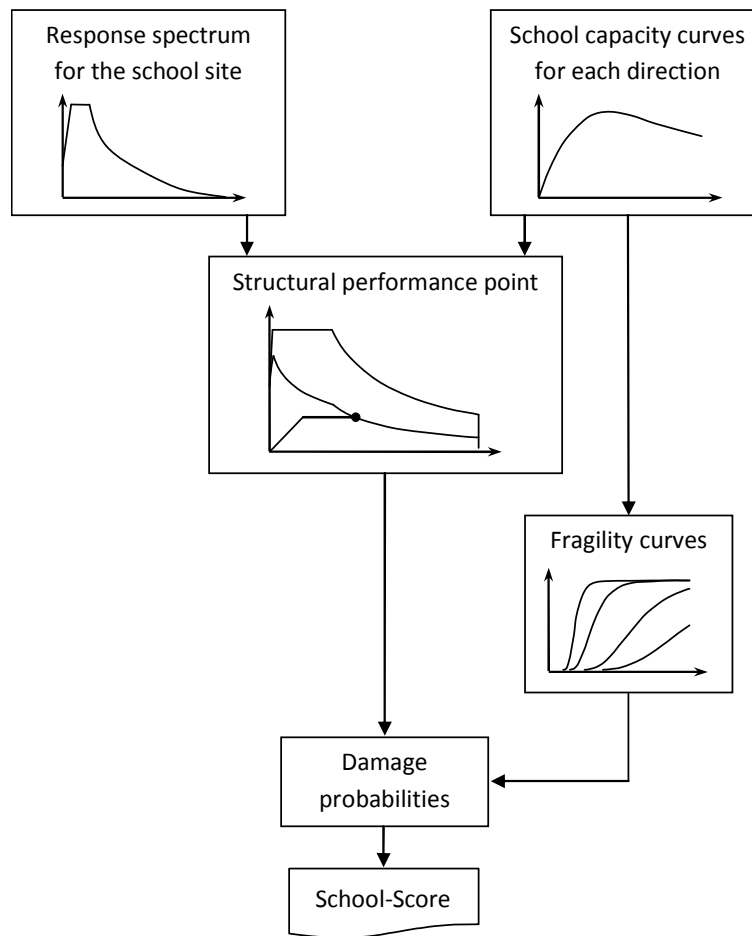 Response spectrum
for the school site
School capacity curves
for each direction
Structural performance point
Fragility curves
Damage
probabilities
School-Score